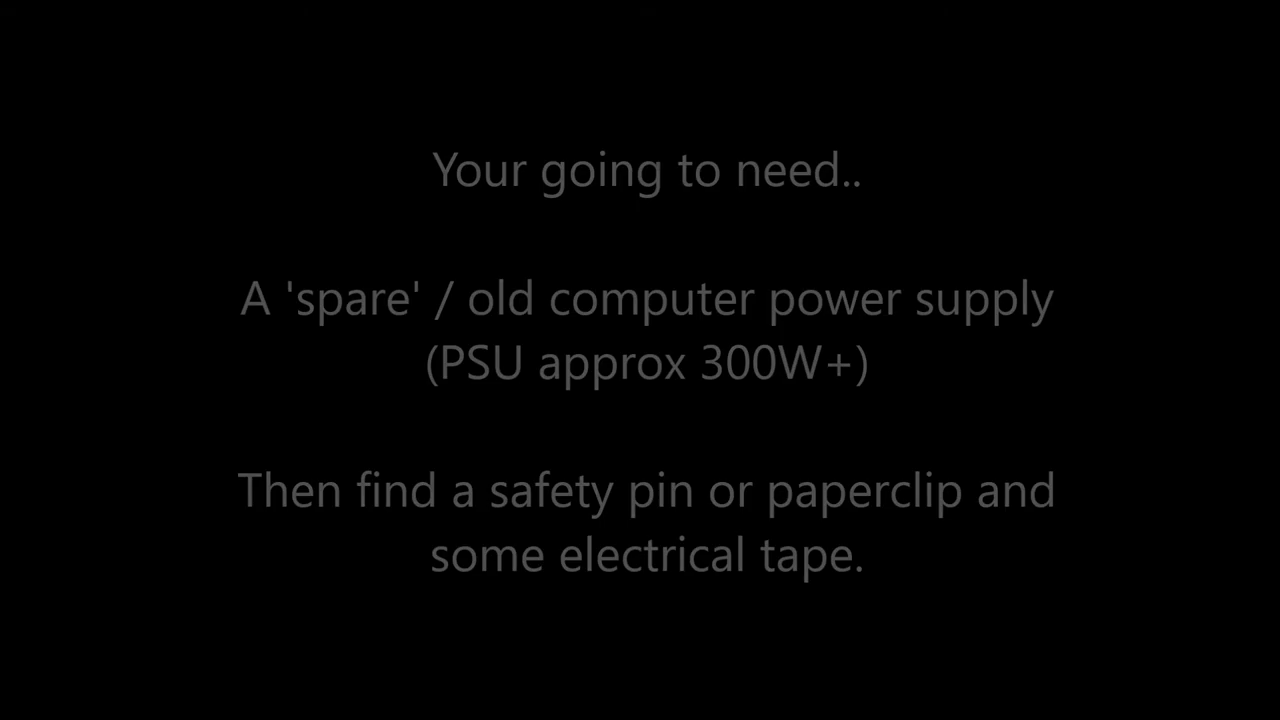 Your going to need..
A 'spare' / old computer power supply
(PSU approx 300W+)
Then find a safety pin or paperclip and
some electrical tape.